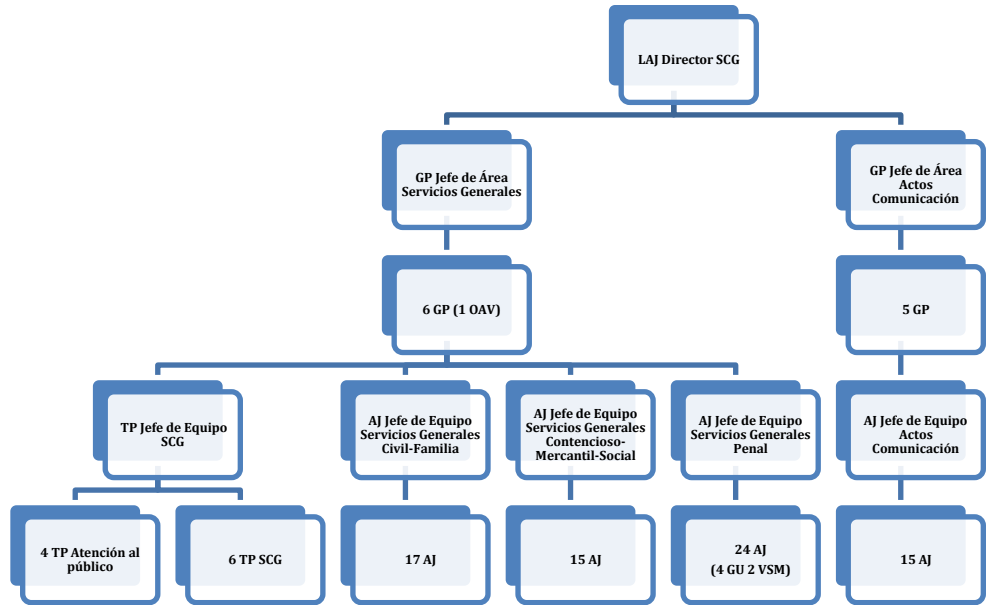 LAJ Director SCG
GP Jefe de Área
Servicios Generales
GP Jefe de Área
Actos
Comunicación
6 GP (1 OAV)
5 GP
TP Jefe de Equipo
SCG
AJ Jefe de Equipo
Servicios Generales
Civil-Familia
AJ Jefe de Equipo
Servicios Generales
Contencioso-
Mercantil-Social
AJ Jefe de Equipo
Servicios Generales
Penal
AJ Jefe de Equipo
Actos
Comunicación
4 TP Atención al
público
6 TP SCG
17 AJ
15 AJ
24 AJ
(4 GU 2 VSM)
15 AJ